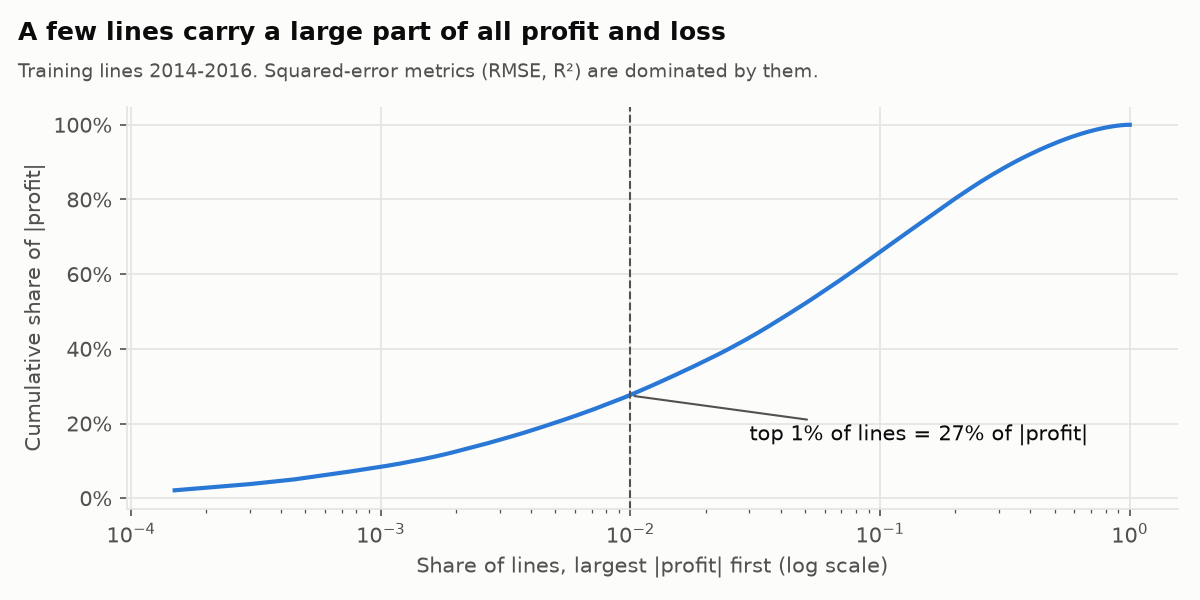 A few lines carry a large part of all profit and loss
Training lines 2014-2016. Squared-error metrics (RMSE, R²) are dominated by them.
Cumulative share of |profit|
100%
80%
60%
40%
20%
0%
top 1% of lines = 27% of |profit|
10⁻⁴ 10⁻³ 10⁻² 10⁻¹ 10⁰
Share of lines, largest |profit| first (log scale)